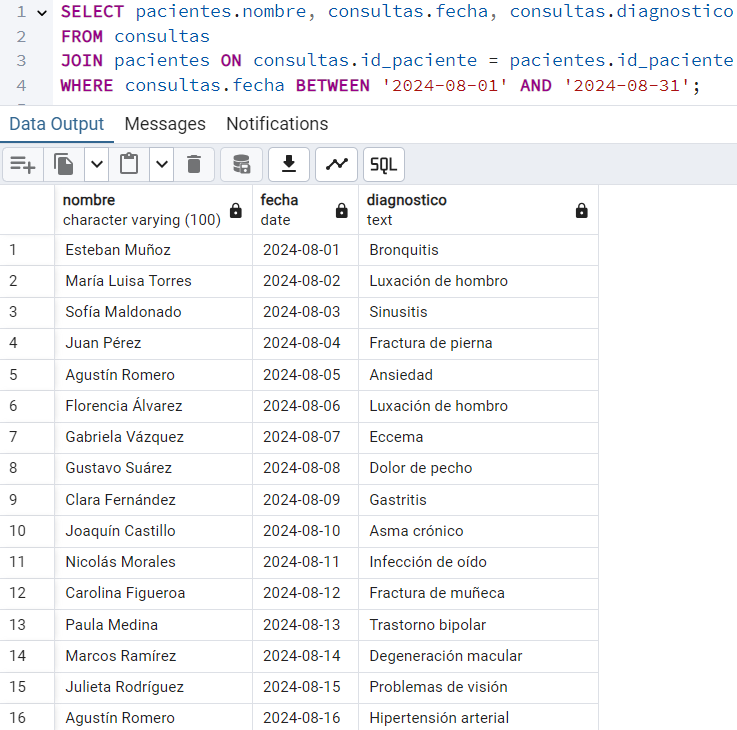 1 SELECT pacientes.nombre, consultas.fecha, consultas.diagnostico
2 FROM consultas
3 JOIN pacientes ON consultas.id_paciente = pacientes.id_paciente
4 WHERE consultas.fecha BETWEEN '2024-08-01' AND '2024-08-31';
Data Output Messages Notifications
SQL
nombre fecha diagnostico
character varying (100) date text
1 Esteban Muñoz 2024-08-01 Bronquitis
2 María Luisa Torres 2024-08-02 Luxación de hombro
3 Sofía Maldonado 2024-08-03 Sinusitis
4 Juan Pérez 2024-08-04 Fractura de pierna
5 Agustín Romero 2024-08-05 Ansiedad
6 Florencia Álvarez 2024-08-06 Luxación de hombro
7 Gabriela Vázquez 2024-08-07 Eccema
8 Gustavo Suárez 2024-08-08 Dolor de pecho
9 Clara Fernández 2024-08-09 Gastritis
10 Joaquín Castillo 2024-08-10 Asma crónico
11 Nicolás Morales 2024-08-11 Infección de oído
12 Carolina Figueroa 2024-08-12 Fractura de muñeca
13 Paula Medina 2024-08-13 Trastorno bipolar
14 Marcos Ramírez 2024-08-14 Degeneración macular
15 Julieta Rodríguez 2024-08-15 Problemas de visión
16 Agustín Romero 2024-08-16 Hipertensión arterial